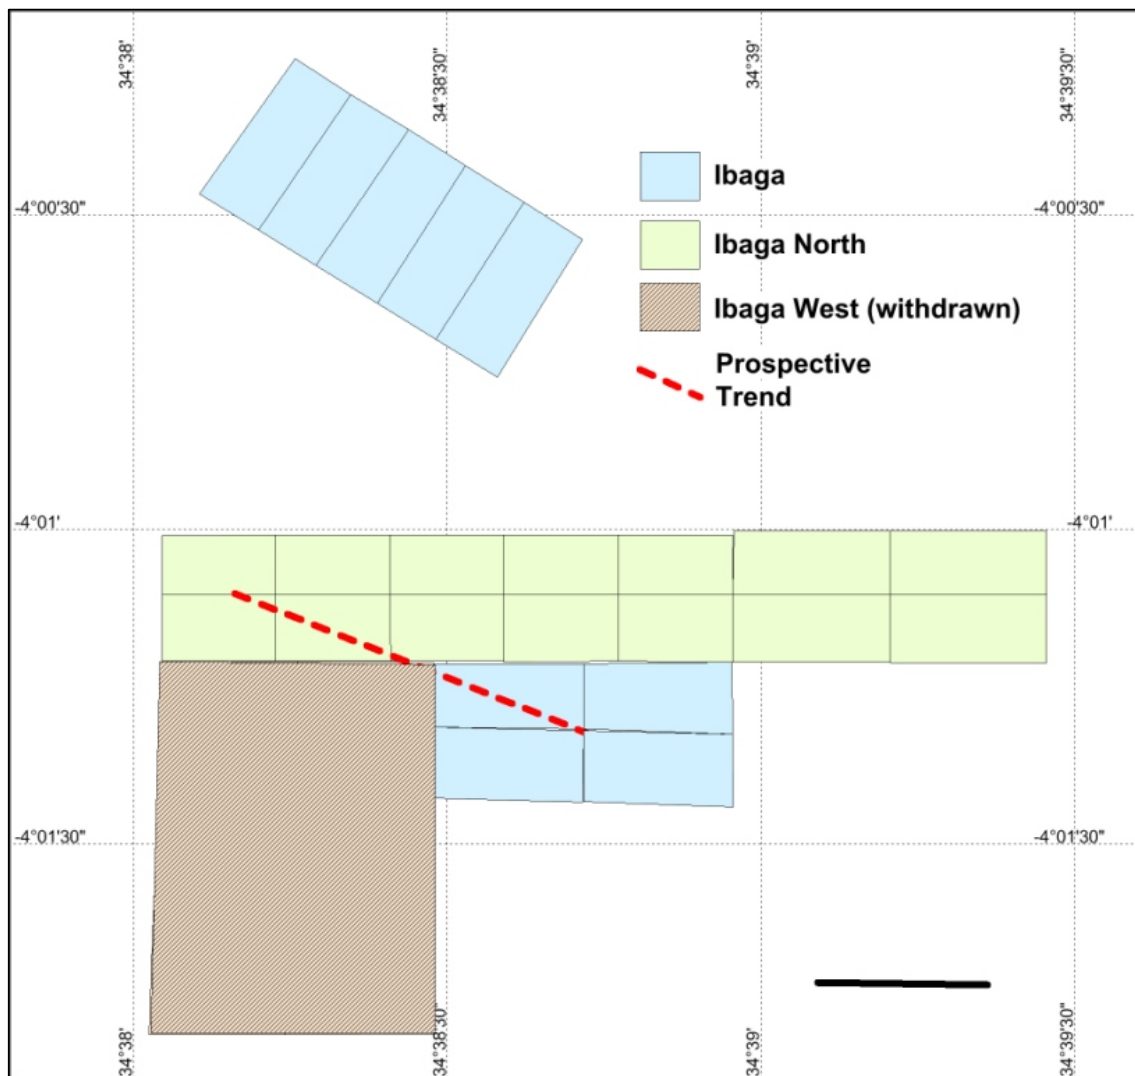 34°38'
34°38'30"
34°39'
34°39'30"
Ibaga
-4°00'30"
-4°00'30"
Ibaga North
Ibaga West (withdrawn)
Prospective
Trend
-4°01'
-4°01'
-4°01'30"
-4°01'30"
34°38'
34°38'30"
34°39'
34°39'30"